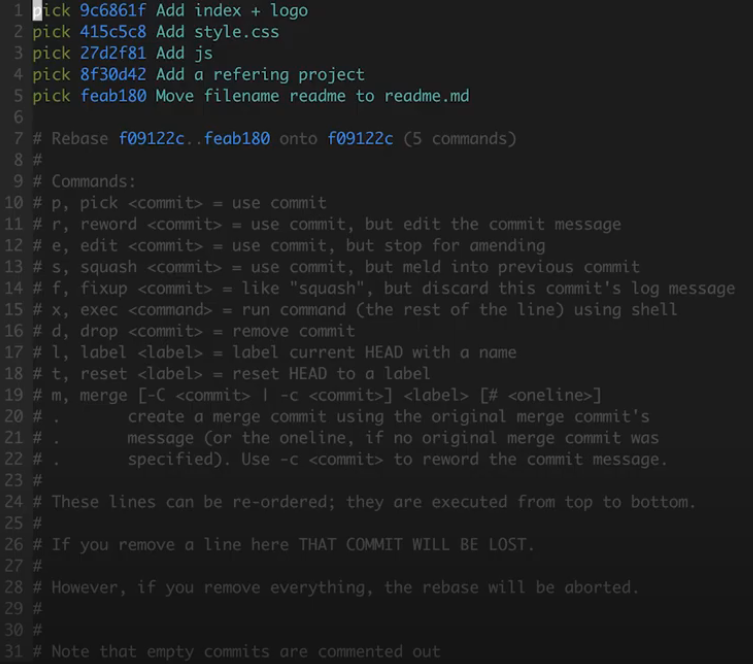 1 pick 9c6861f Add index + logo
2 pick 415c5c8 Add style.css
3 pick 27d2f81 Add js
4 pick 8f30d42 Add a refering project
5 pick feab180 Move filename readme to readme.md
6
7 # Rebase f09122c..feab180 onto f09122c (5 commands)
8 #
9 # Commands:
10 # p, pick <commit> = use commit
11 # r, reword <commit> = use commit, but edit the commit message
12 # e, edit <commit> = use commit, but stop for amending
13 # s, squash <commit> = use commit, but meld into previous commit
14 # f, fixup <commit> = like "squash", but discard this commit's log message
15 # x, exec <command> = run command (the rest of the line) using shell
16 # d, drop <commit> = remove commit
17 # l, label <label> = label current HEAD with a name
18 # t, reset <label> = reset HEAD to a label
19 # m, merge [-C <commit> | -c <commit>] <label> [# <oneline>]
20 # .       create a merge commit using the original merge commit's
21 # .       message (or the oneline, if no original merge commit was
22 # .       specified). Use -c <commit> to reword the commit message.
23 #
24 # These lines can be re-ordered; they are executed from top to bottom.
25 #
26 # If you remove a line here THAT COMMIT WILL BE LOST.
27 #
28 # However, if you remove everything, the rebase will be aborted.
29 #
30 #
31 # Note that empty commits are commented out